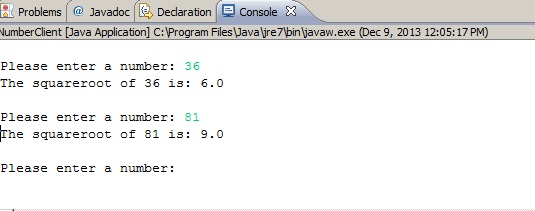 Problems @ Javadoc Declaration Console
NumberClient [Java Application] C:\Program Files\Java\jre7\bin\javaw.exe (Dec 9, 2013 12:05:17 PM)
Please enter a number: 36
The squareroot of 36 is: 6.0
Please enter a number: 81
The squareroot of 81 is: 9.0
Please enter a number: